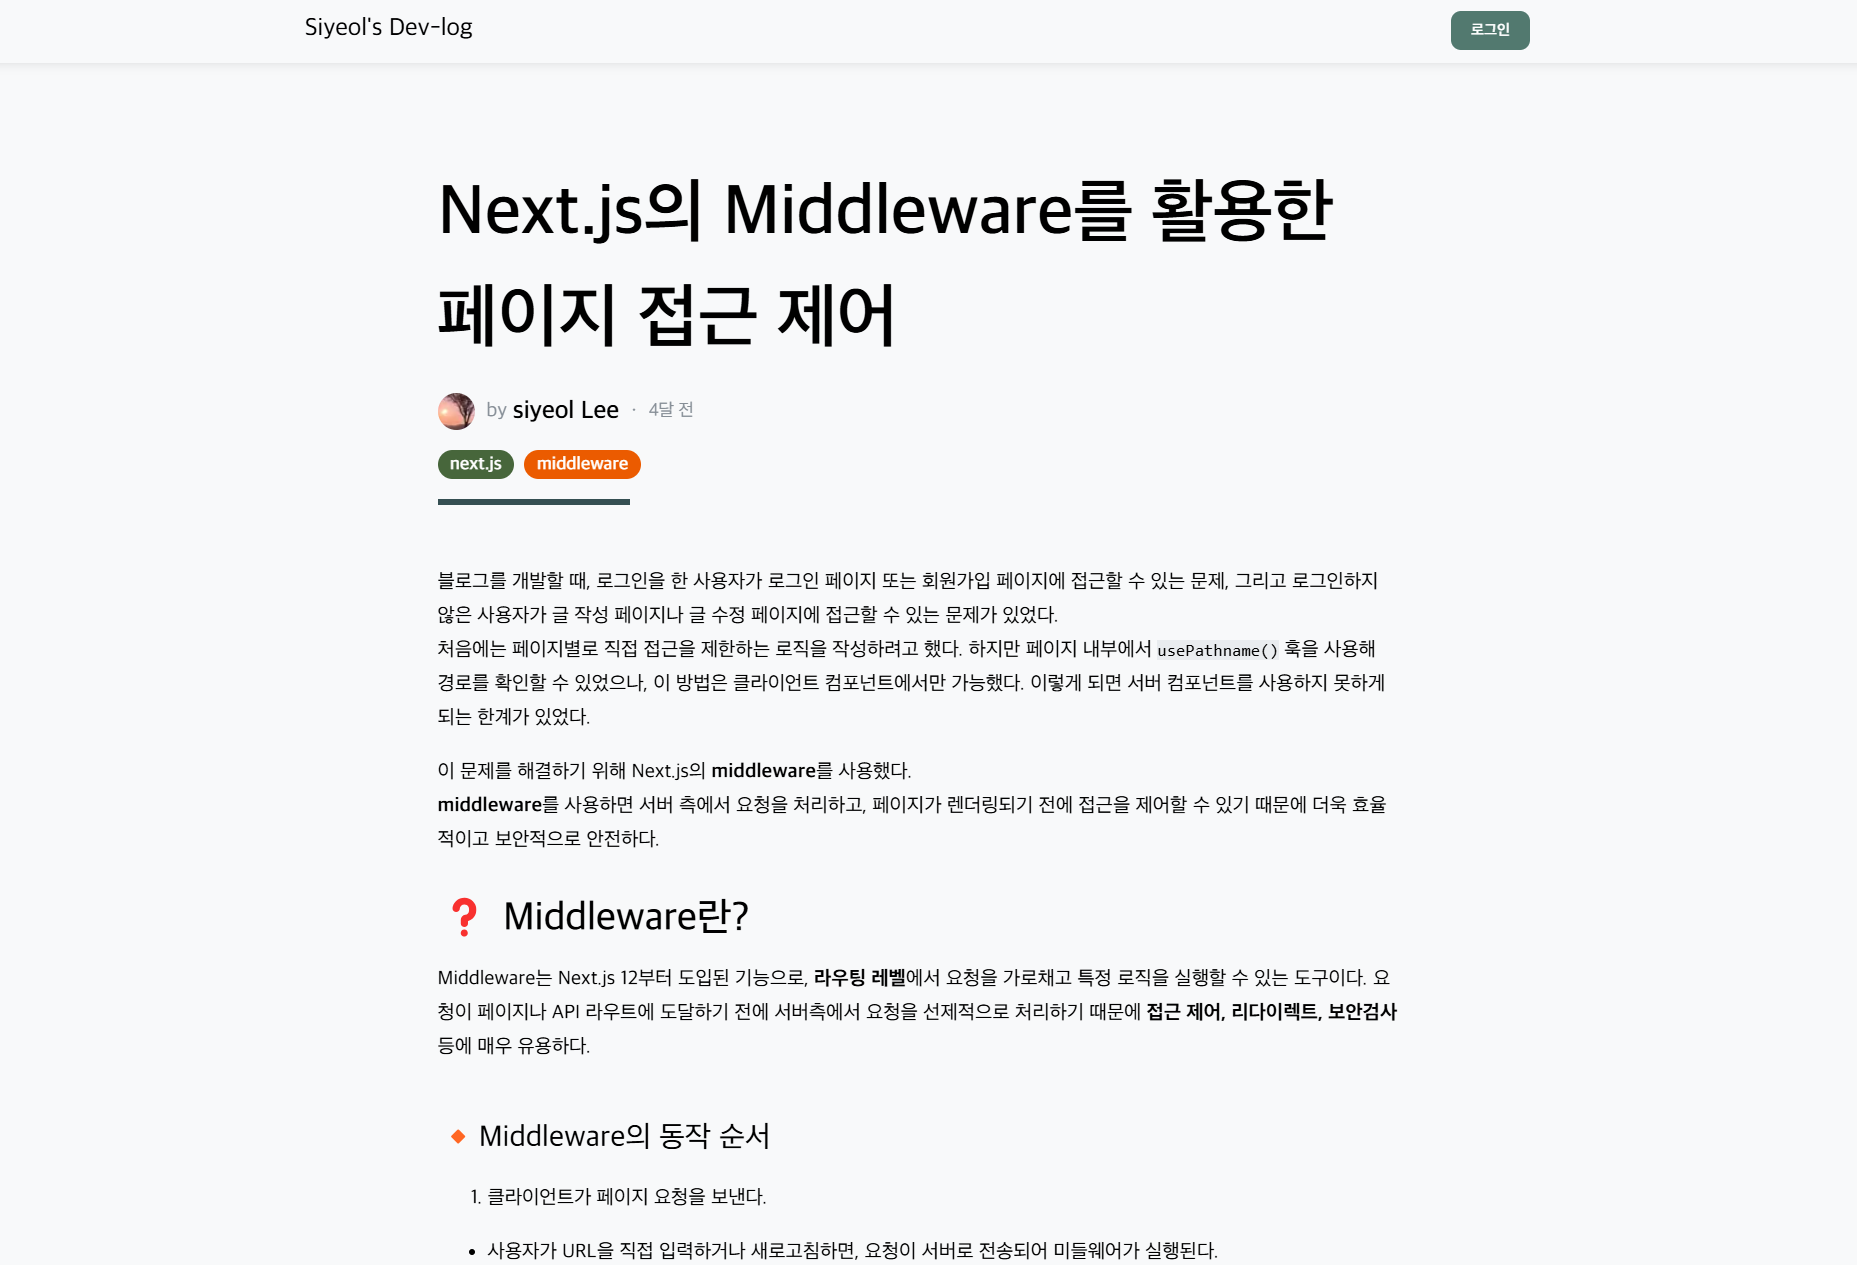 Siyeol's Dev-log
로그인
Next.js의 Middleware를 활용한
페이지 접근 제어
by siyeol Lee · 4달 전
next.js middleware
블로그를 개발할 때, 로그인을 한 사용자가 로그인 페이지 또는 회원가입 페이지에 접근할 수 있는 문제, 그리고 로그인하지
않은 사용자가 글 작성 페이지나 글 수정 페이지에 접근할 수 있는 문제가 있었다.
처음에는 페이지별로 직접 접근을 제한하는 로직을 작성하려고 했다. 하지만 페이지 내부에서 usePathname() 훅을 사용해
경로를 확인할 수 있었으나, 이 방법은 클라이언트 컴포넌트에서만 가능했다. 이렇게 되면 서버 컴포넌트를 사용하지 못하게
되는 한계가 있었다.
이 문제를 해결하기 위해 Next.js의 middleware를 사용했다.
middleware를 사용하면 서버 측에서 요청을 처리하고, 페이지가 렌더링되기 전에 접근을 제어할 수 있기 때문에 더욱 효율
적이고 보안적으로 안전하다.
❓ Middleware란?
Middleware는 Next.js 12부터 도입된 기능으로, 라우팅 레벨에서 요청을 가로채고 특정 로직을 실행할 수 있는 도구이다. 요
청이 페이지나 API 라우트에 도달하기 전에 서버측에서 요청을 선제적으로 처리하기 때문에 접근 제어, 리다이렉트, 보안검사
등에 매우 유용하다.
🔸 Middleware의 동작 순서
1. 클라이언트가 페이지 요청을 보낸다.
• 사용자가 URL을 직접 입력하거나 새로고침하면, 요청이 서버로 전송되어 미들웨어가 실행된다.